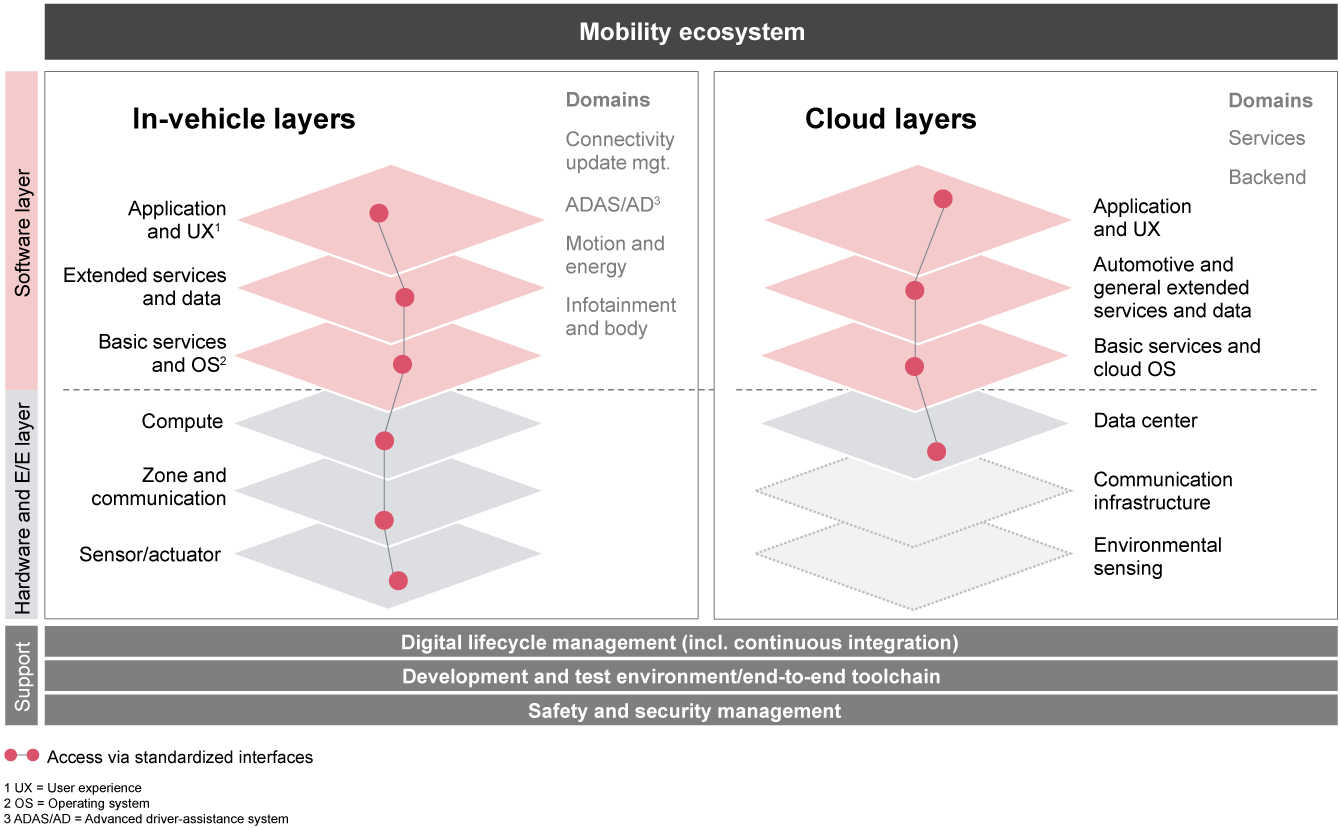 Mobility ecosystem
Software layer
Hardware and E/E layer
Support
In-vehicle layers
Domains
Connectivity
update mgt.
ADAS/AD³
Motion and
energy
Infotainment
and body
Application
and UX¹
Extended services
and data
Basic services
and OS²
Compute
Zone and
communication
Sensor/actuator
Cloud layers
Domains
Services
Backend
Application
and UX
Automotive and
general extended
services and data
Basic services and
cloud OS
Data center
Communication
infrastructure
Environmental
sensing
Digital lifecycle management (incl. continuous integration)
Development and test environment/end-to-end toolchain
Safety and security management
Access via standardized interfaces
1 UX = User experience
2 OS = Operating system
3 ADAS/AD = Advanced driver-assistance system